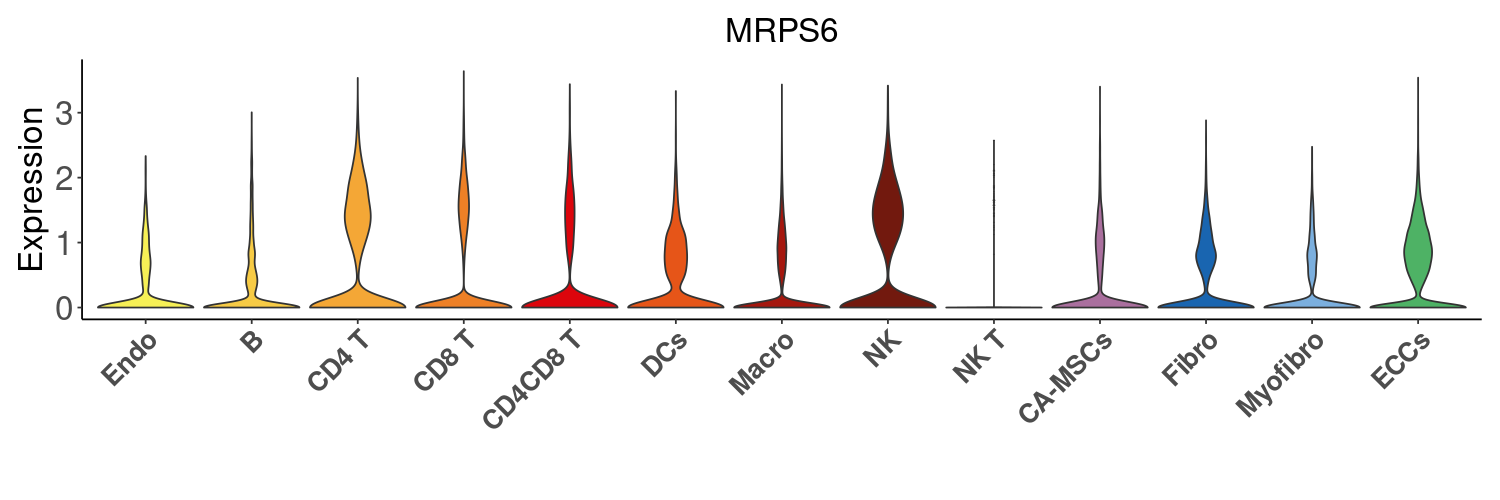 MRPS6
Expression
3
2
1
0
Endo
B
CD4 T
CD8 T
CD4CD8 T
DCs
Macro
NK
NK T
CA-MSCs
Fibro
Myofibro
ECCs